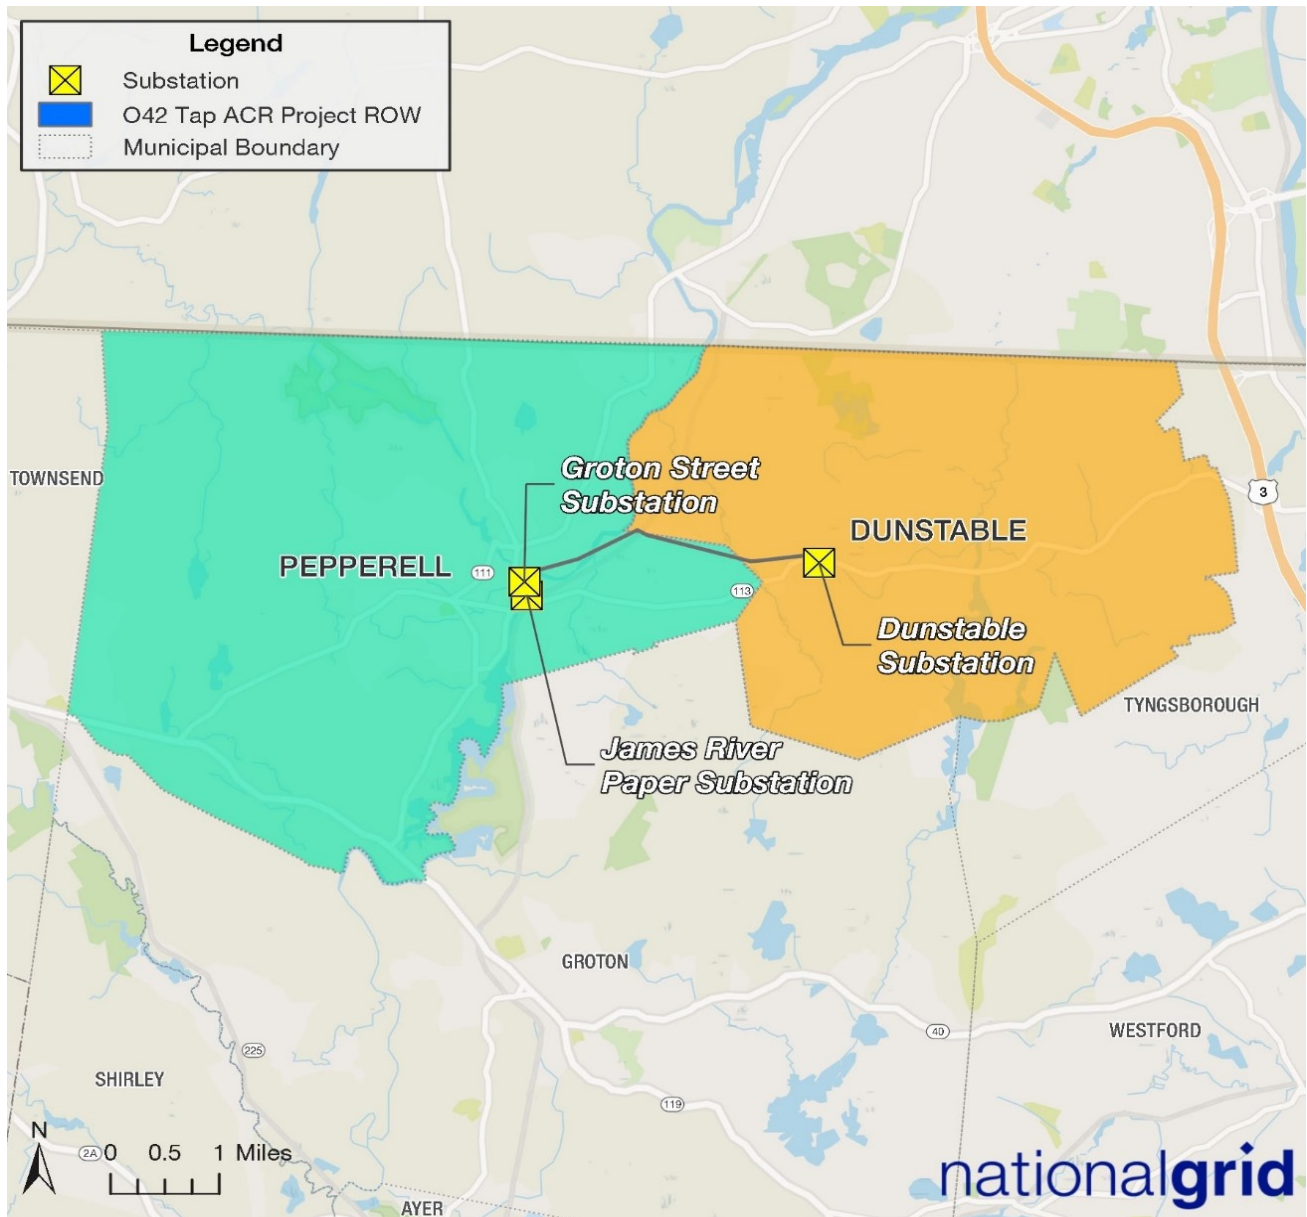 Legend
Substation
O42 Tap ACR Project ROW
Municipal Boundary
TOWNSEND
Groton Street
Substation
3
PEPPERELL
111
DUNSTABLE
113
Dunstable
Substation
TYNGSBOROUGH
James River
Paper Substation
GROTON
40
WESTFORD
225
SHIRLEY
119
N
2A
0 0.5 1 Miles
AYER
nationalgrid